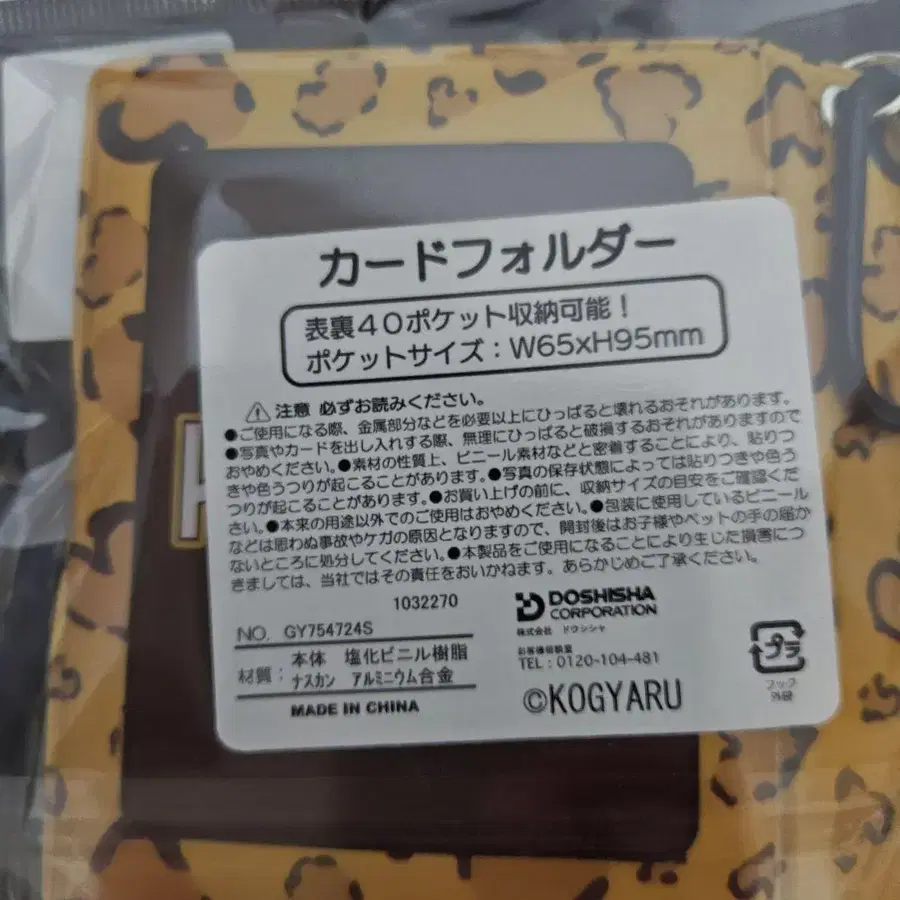 カードフォルダー
表裏40ポケット収納可能!
ポケットサイズ:W65xH95mm
⚠注意 必ずお読みください。
●ご使用になる際、金属部分などを必要以上にひっぱると壊れるおそれがあります。
●写真やカードを出し入れする際、無理にひっぱると破損するおそれがありますので
おやめください。●素材の性質上、ビニール素材などと密着することにより、貼りつ
きや色うつりが起こることがあります。●写真の保存状態によっては貼りつきや色う
つりが起こることがあります。●お買い上げの前に、収納サイズの目安をご確認くださ
い。●本来の用途以外でのご使用はおやめください。●包装に使用しているビニール
などは思わぬ事故やケガの原因となりますので、開封後はお子様やペットの手の届か
ないところに処分してください。●本製品をご使用になることにより生じた損害につ
きましては、当社ではその責任をおいかねます。あらかじめご了承ください。
1032270
NO. GY754724S
材質: 本体 塩化ビニル樹脂
ナスカン アルミニウム合金
MADE IN CHINA
DOSHISHA
CORPORATION
株式会社 ドウシシャ
お客様相談室
TEL:0120-104-481
©KOGYARU
プラ
フック
外袋